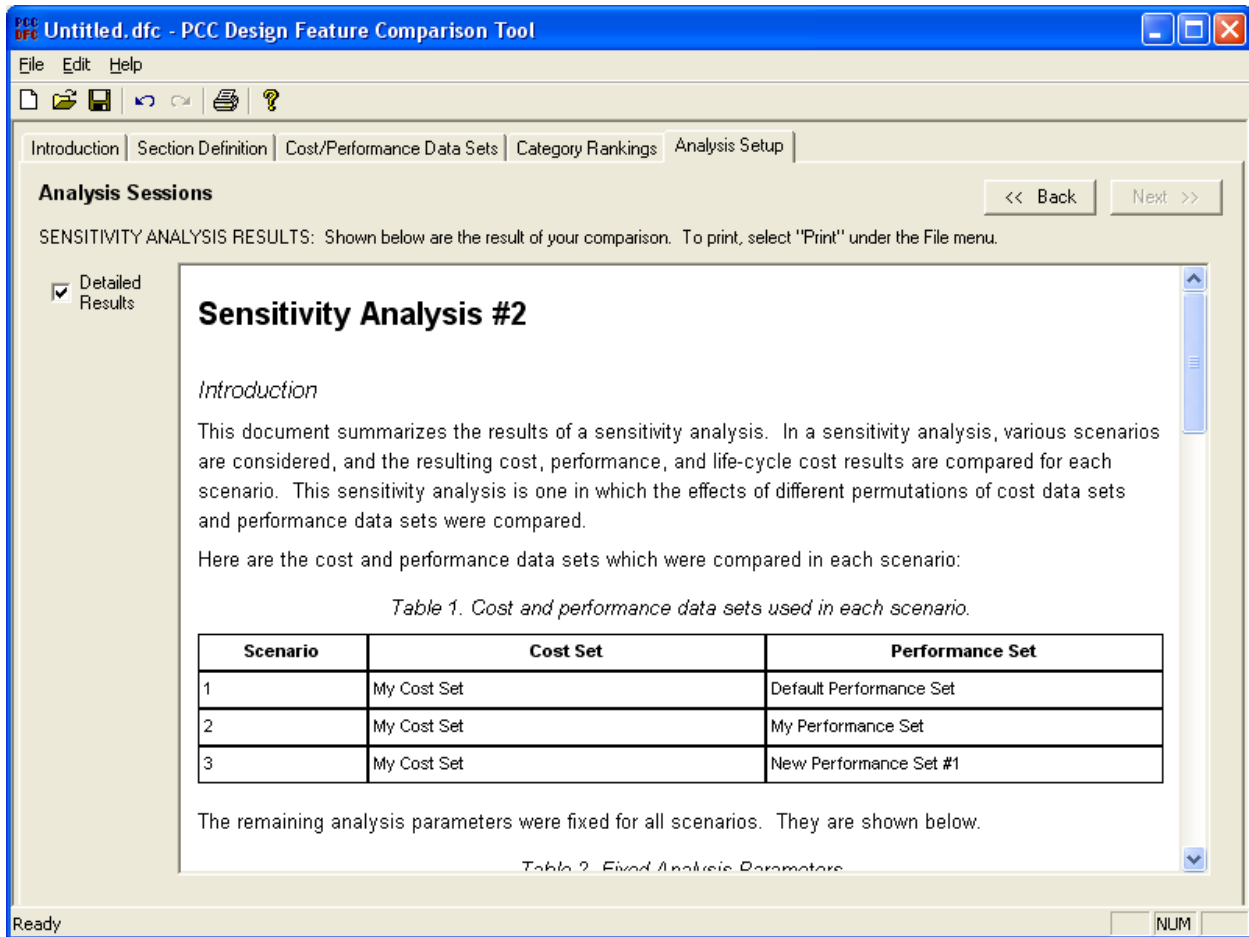 PCC DFC Untitled.dfc - PCC Design Feature Comparison Tool
File Edit Help
Introduction Section Definition Cost/Performance Data Sets Category Rankings Analysis Setup
Analysis Sessions << Back Next >>
SENSITIVITY ANALYSIS RESULTS: Shown below are the result of your comparison. To print, select "Print" under the File menu.
Detailed
Results
Sensitivity Analysis #2
Introduction
This document summarizes the results of a sensitivity analysis. In a sensitivity analysis, various scenarios
are considered, and the resulting cost, performance, and life-cycle cost results are compared for each
scenario. This sensitivity analysis is one in which the effects of different permutations of cost data sets
and performance data sets were compared.
Here are the cost and performance data sets which were compared in each scenario:
Table 1. Cost and performance data sets used in each scenario.
Scenario Cost Set Performance Set
1 My Cost Set Default Performance Set
2 My Cost Set My Performance Set
3 My Cost Set New Performance Set #1
The remaining analysis parameters were fixed for all scenarios. They are shown below.
Table 2. Fixed Analysis Parameters
Ready NUM